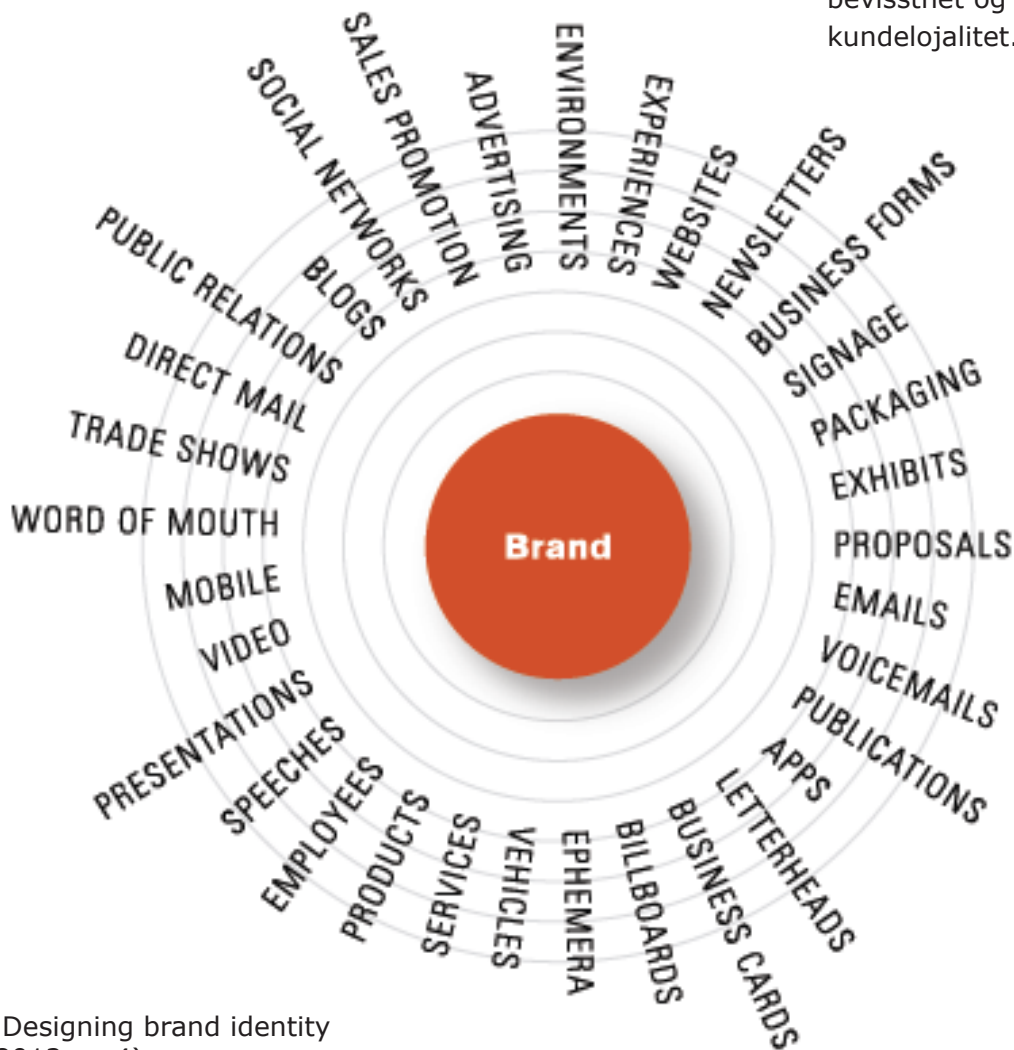 bevissthet og
kundelojalitet.
ENVIRONMENTS
EXPERIENCES
WEBSITES
NEWSLETTERS
BUSINESS FORMS
SIGNAGE
PACKAGING
EXHIBITS
PROPOSALS
EMAILS
VOICEMAILS
PUBLICATIONS
APPS
LETTERHEADS
BUSINESS CARDS
BILLBOARDS
EPHEMERA
VEHICLES
SERVICES
PRODUCTS
EMPLOYEES
SPEECHES
PRESENTATIONS
VIDEO
MOBILE
WORD OF MOUTH
TRADE SHOWS
DIRECT MAIL
PUBLIC RELATIONS
BLOGS
SOCIAL NETWORKS
SALES PROMOTION
ADVERTISING
Brand
Designing brand identity